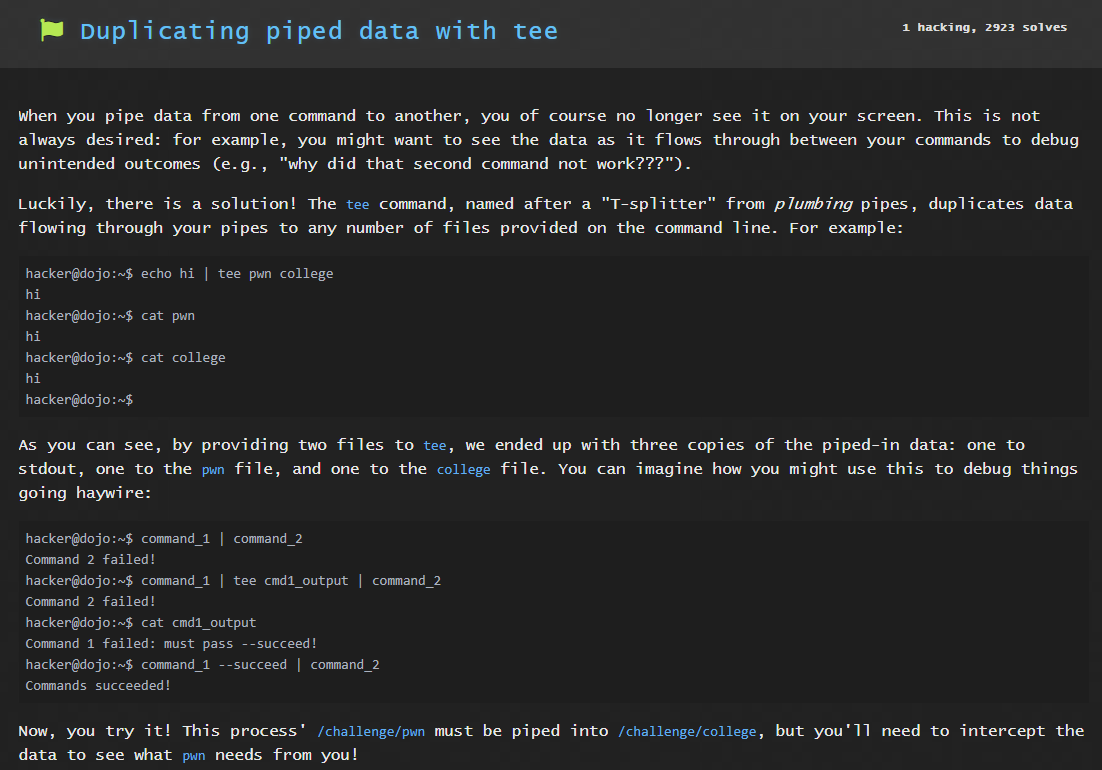 Duplicating piped data with tee
1 hacking, 2923 solves
When you pipe data from one command to another, you of course no longer see it on your screen. This is not
always desired: for example, you might want to see the data as it flows through between your commands to debug
unintended outcomes (e.g., "why did that second command not work???").
Luckily, there is a solution! The tee command, named after a "T-splitter" from plumbing pipes, duplicates data
flowing through your pipes to any number of files provided on the command line. For example:
hacker@dojo:~$ echo hi | tee pwn college
hi
hacker@dojo:~$ cat pwn
hi
hacker@dojo:~$ cat college
hi
hacker@dojo:~$
As you can see, by providing two files to tee, we ended up with three copies of the piped-in data: one to
stdout, one to the pwn file, and one to the college file. You can imagine how you might use this to debug things
going haywire:
hacker@dojo:~$ command_1 | command_2
Command 2 failed!
hacker@dojo:~$ command_1 | tee cmd1_output | command_2
Command 2 failed!
hacker@dojo:~$ cat cmd1_output
Command 1 failed: must pass --succeed!
hacker@dojo:~$ command_1 --succeed | command_2
Commands succeeded!
Now, you try it! This process' /challenge/pwn must be piped into /challenge/college, but you'll need to intercept the
data to see what pwn needs from you!